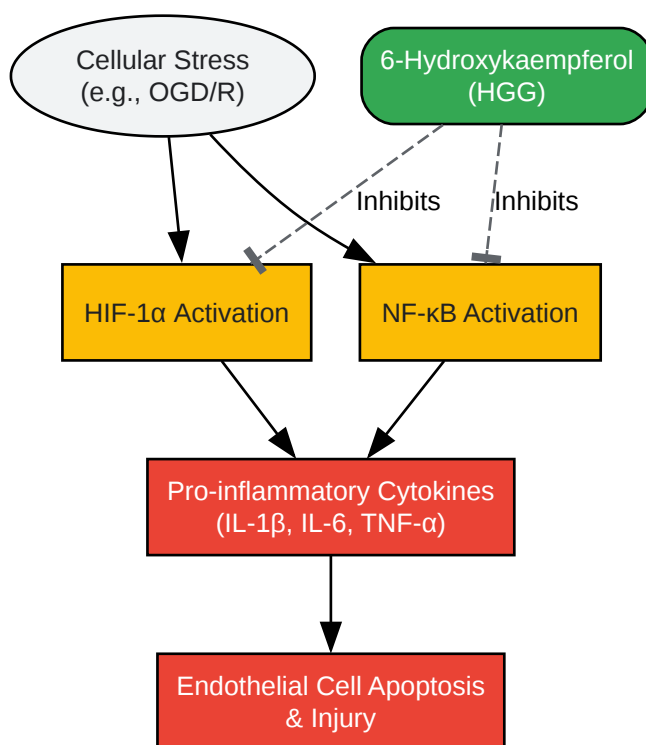 Cellular Stress
(e.g., OGD/R)
6-Hydroxykaempferol
(HGG)
Inhibits
Inhibits
HIF-1α Activation
NF-κB Activation
Pro-inflammatory Cytokines
(IL-1β, IL-6, TNF-α)
Endothelial Cell Apoptosis
& Injury